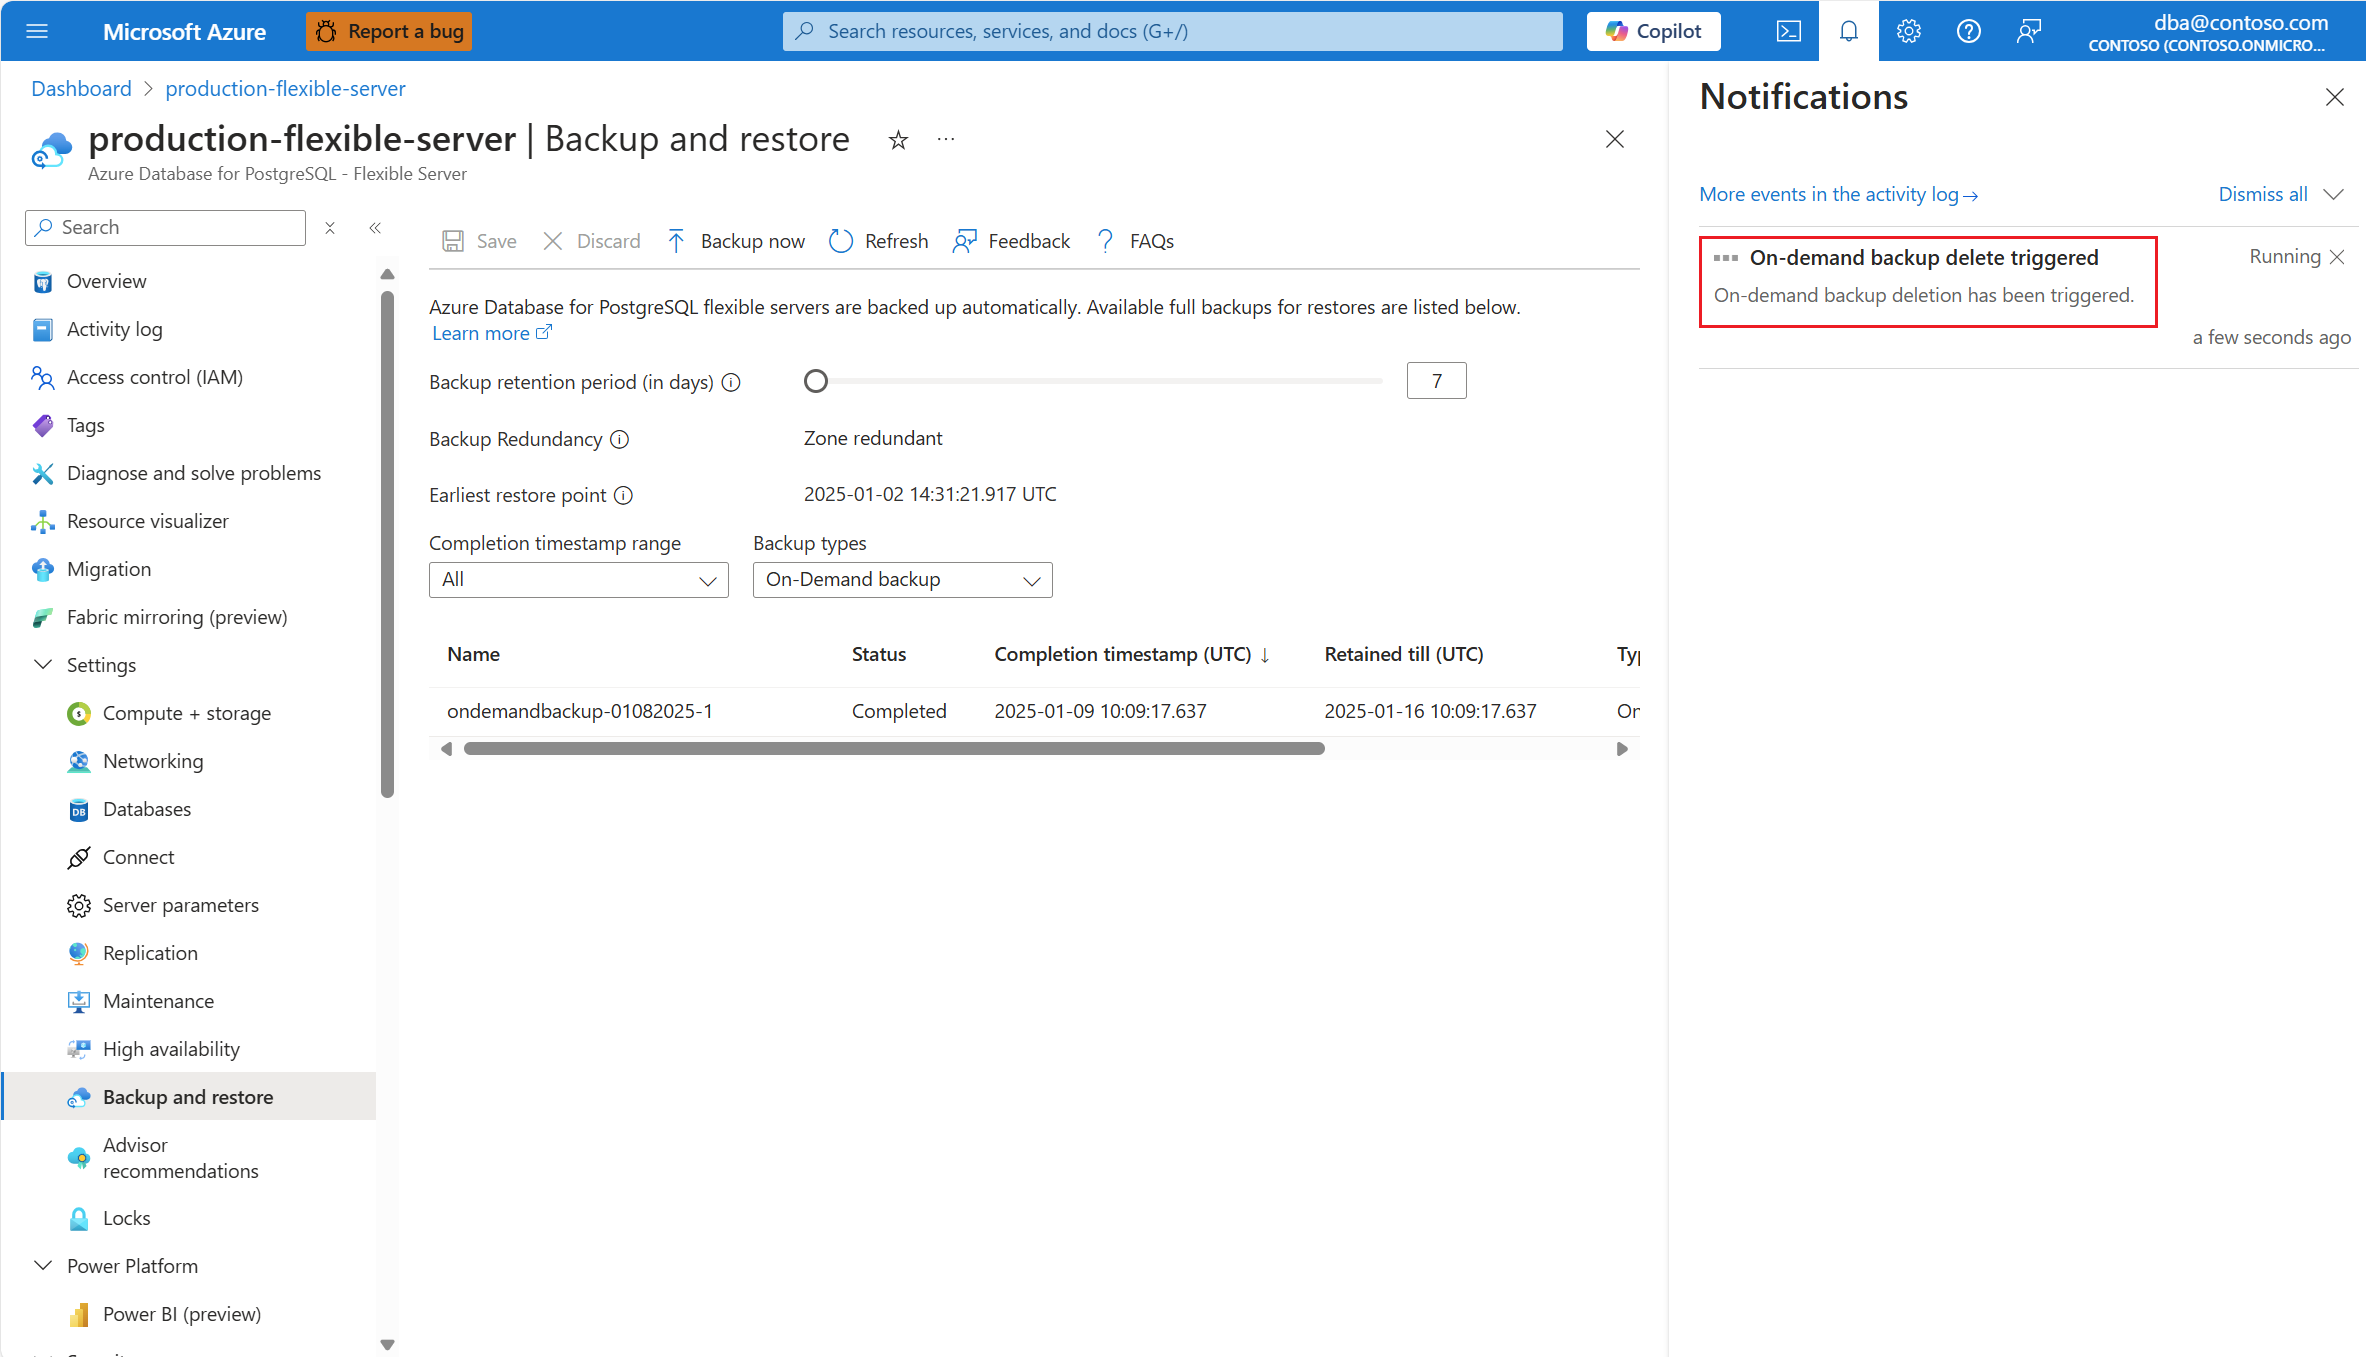 Microsoft Azure
Report a bug
Search resources, services, and docs (G+/)
Copilot
dba@contoso.com
CONTOSO (CONTOSO.ONMICRO...
Dashboard > production-flexible-server
production-flexible-server | Backup and restore
Azure Database for PostgreSQL - Flexible Server
Search
Overview
Activity log
Access control (IAM)
Tags
Diagnose and solve problems
Resource visualizer
Migration
Fabric mirroring (preview)
Settings
Compute + storage
Networking
Databases
Connect
Server parameters
Replication
Maintenance
High availability
Backup and restore
Advisor
recommendations
Locks
Power Platform
Power BI (preview)
Save
Discard
Backup now
Refresh
Feedback
FAQs
Azure Database for PostgreSQL flexible servers are backed up automatically. Available full backups for restores are listed below.
Learn more
Backup retention period (in days)
7
Backup Redundancy
Zone redundant
Earliest restore point
2025-01-02 14:31:21.917 UTC
Completion timestamp range
Backup types
All
On-Demand backup
Name Status Completion timestamp (UTC) ↓ Retained till (UTC) Typ
ondemandbackup-01082025-1 Completed 2025-01-09 10:09:17.637 2025-01-16 10:09:17.637 On
Notifications
More events in the activity log →
Dismiss all
On-demand backup delete triggered
Running
On-demand backup deletion has been triggered.
a few seconds ago